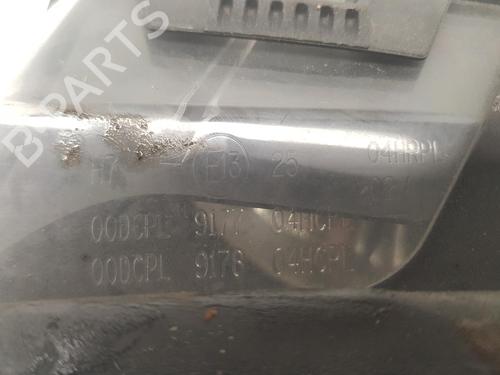 B-PARTS
H7 E13 25 04HRPL
00DCPL 9177 04HCPL
00DCPL 9176 04HCPL